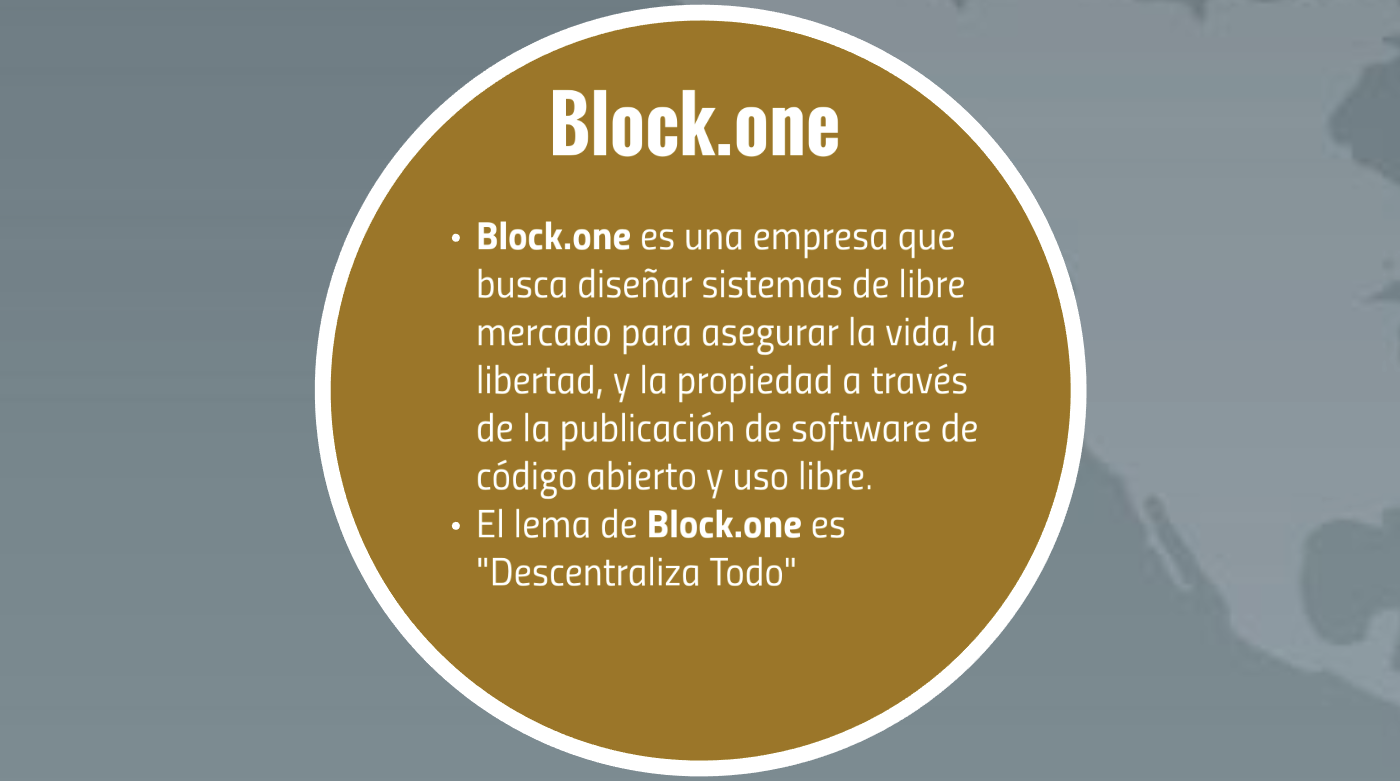 Block.one
• Block.one es una empresa que
busca diseñar sistemas de libre
mercado para asegurar la vida, la
libertad, y la propiedad a través
de la publicación de software de
código abierto y uso libre.
• El lema de Block.one es
"Descentraliza Todo"